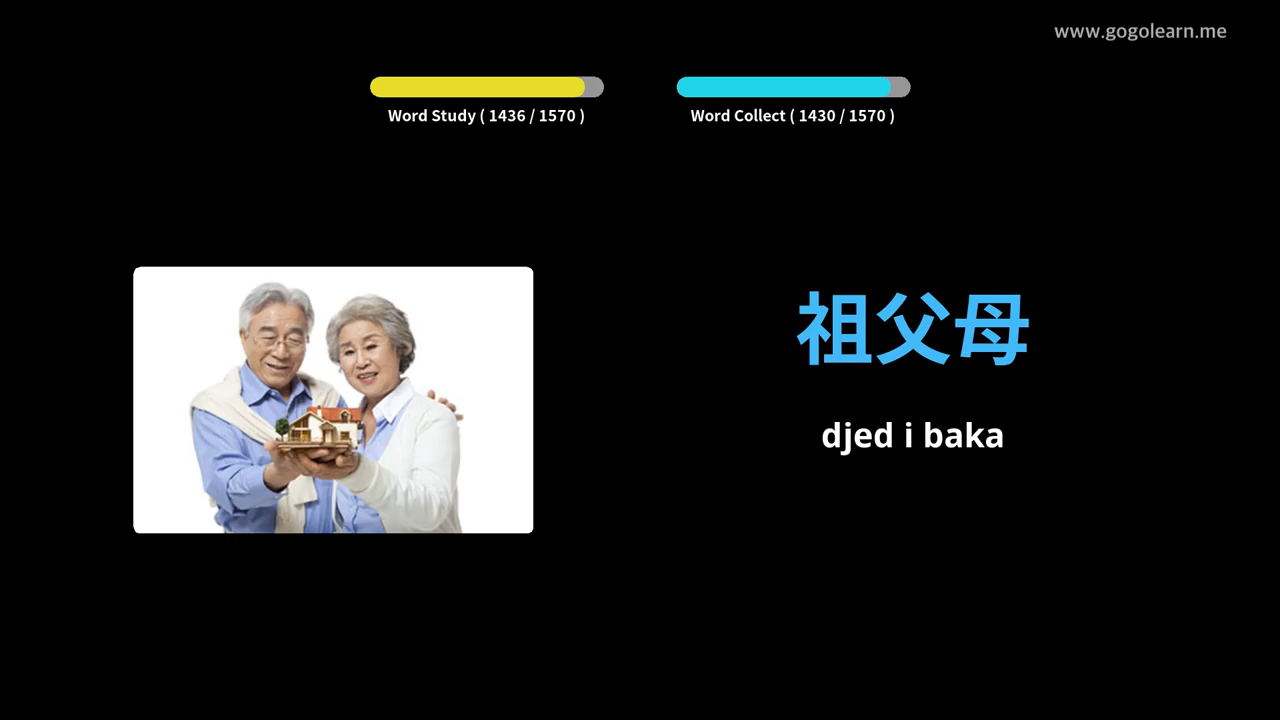 www.gogolearn.me
Word Study ( 1436 / 1570 )
Word Collect ( 1430 / 1570 )
祖父母
djed i baka